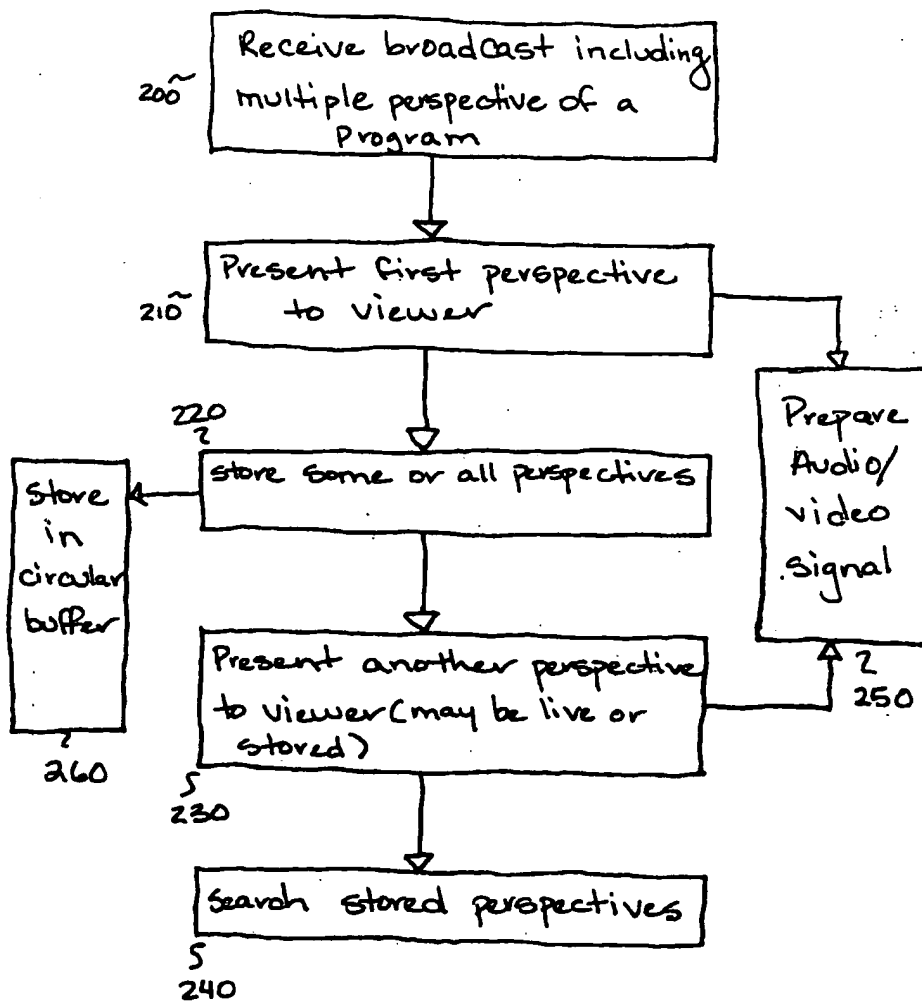 Receive broadcast including
200
multiple perspective of a
Program
Present first perspective
210
to viewer
220
store some or all perspectives
Store
in
circular
buffer
260
Prepare
Audio/
video
signal
250
Present another perspective
to viewer (may be live or
stored)
230
Search stored perspectives
240